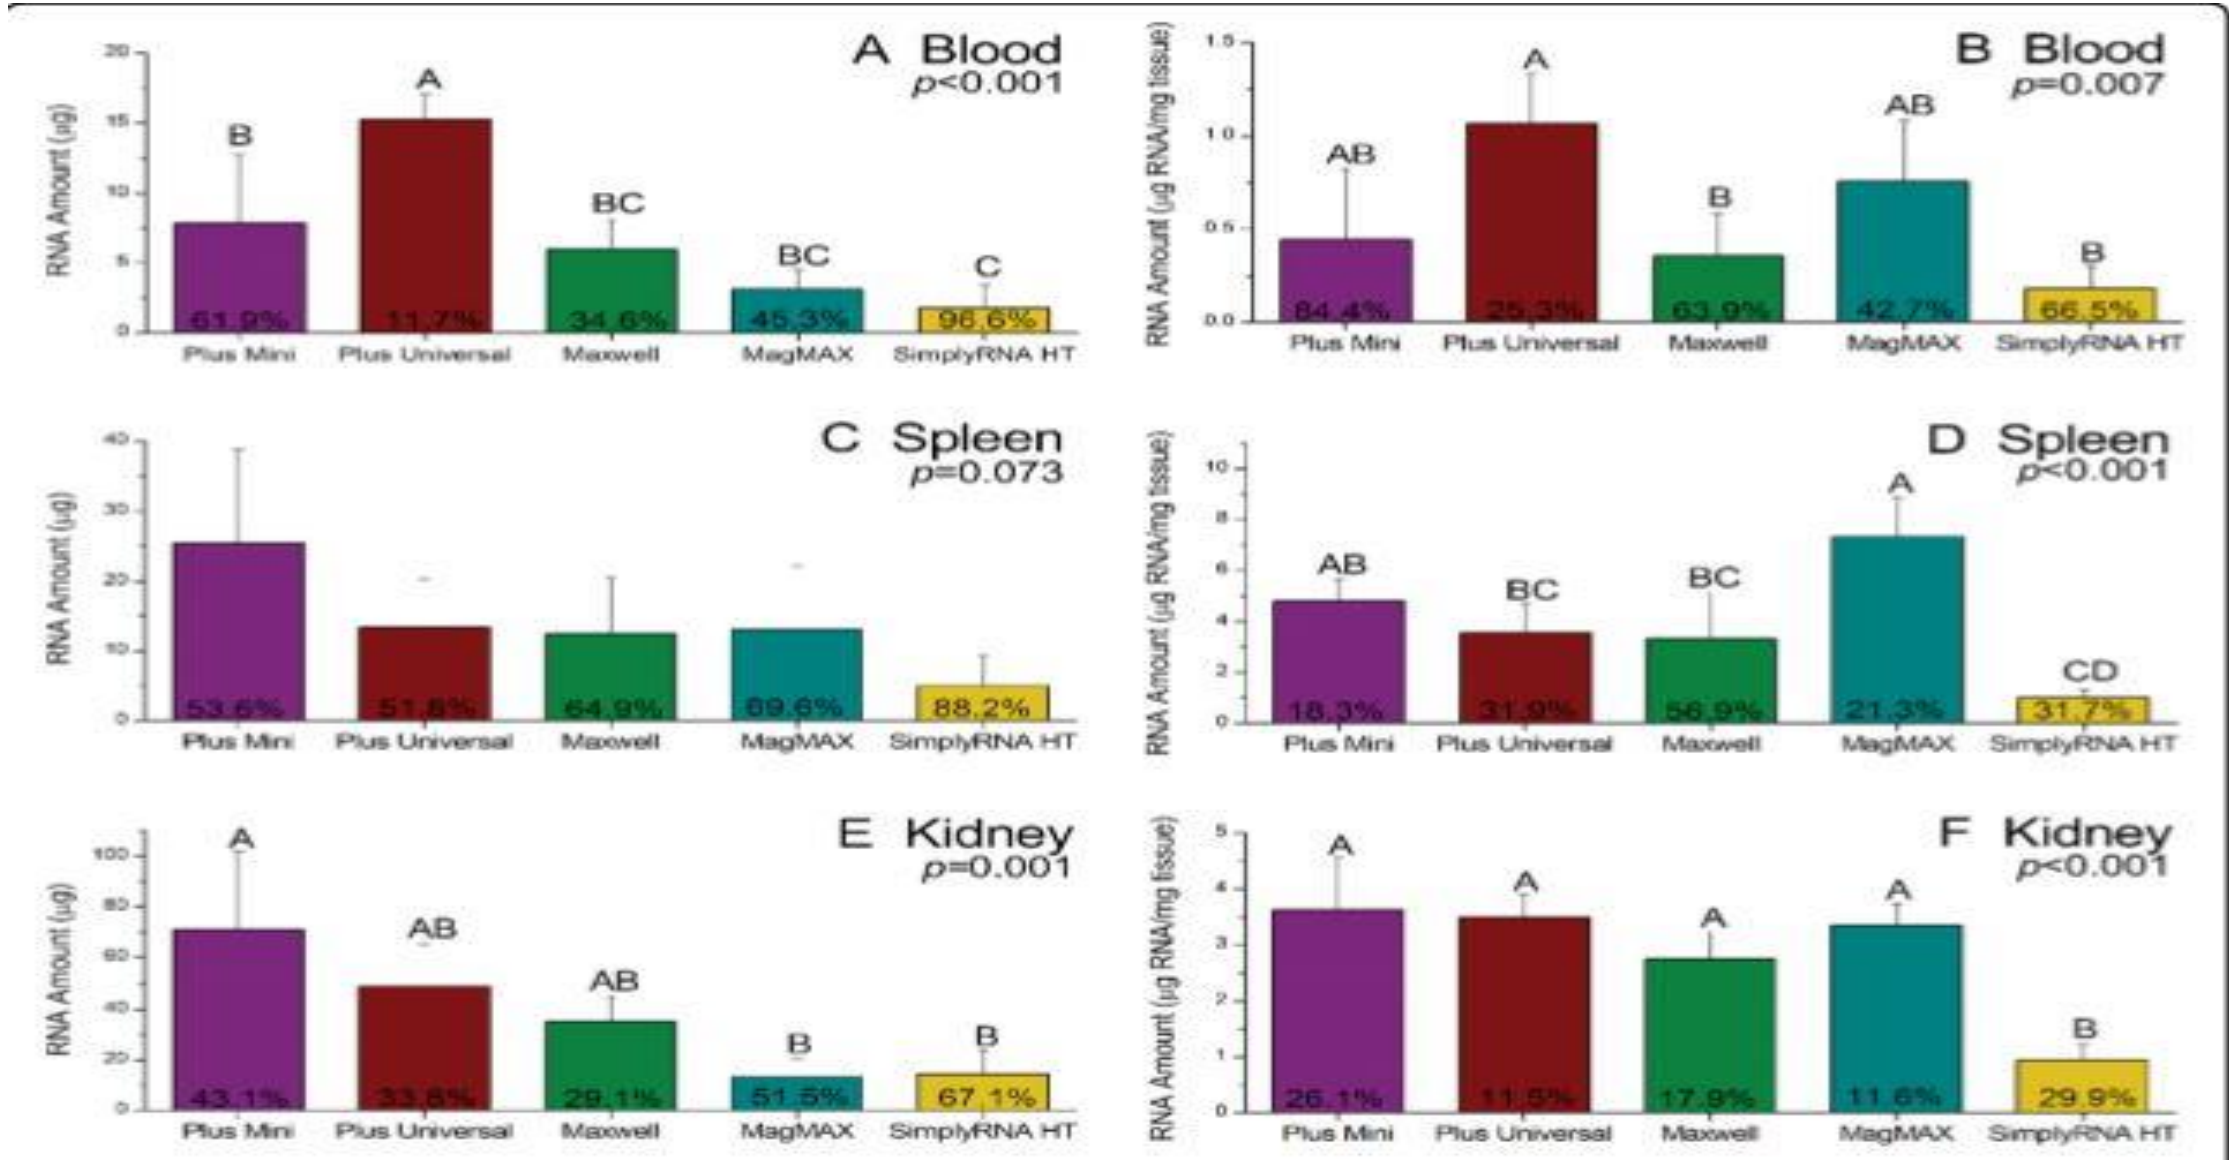 A Blood
p<0.001
RNA Amount (µg)
20
15
10
5
0
B
A
BC
BC
C
61.9%
11.7%
34.6%
45.3%
96.6%
Plus Mini
Plus Universal
Maxwell
MagMAX
SimplyRNA HT
B Blood
p=0.007
RNA Amount (µg RNA/mg tissue)
1.5
1.0
0.5
0.0
AB
A
B
AB
B
84.4%
25.3%
63.9%
42.7%
66.5%
Plus Mini
Plus Universal
Maxwell
MagMAX
SimplyRNA HT
C Spleen
p=0.073
RNA Amount (µg)
40
30
20
10
0
53.6%
51.8%
64.9%
69.6%
88.2%
Plus Mini
Plus Universal
Maxwell
MagMAX
SimplyRNA HT
D Spleen
p<0.001
RNA Amount (µg RNA/mg tissue)
10
8
6
4
2
0
AB
BC
BC
A
CD
18.3%
31.9%
56.9%
21.3%
31.7%
Plus Mini
Plus Universal
Maxwell
MagMAX
SimplyRNA HT
E Kidney
p=0.001
RNA Amount (µg)
100
80
60
40
20
0
A
AB
AB
B
B
43.1%
33.8%
29.1%
51.5%
67.1%
Plus Mini
Plus Universal
Maxwell
MagMAX
SimplyRNA HT
F Kidney
p<0.001
RNA Amount (µg RNA/mg tissue)
5
4
3
2
1
0
A
A
A
A
B
26.1%
11.5%
17.9%
11.6%
29.9%
Plus Mini
Plus Universal
Maxwell
MagMAX
SimplyRNA HT